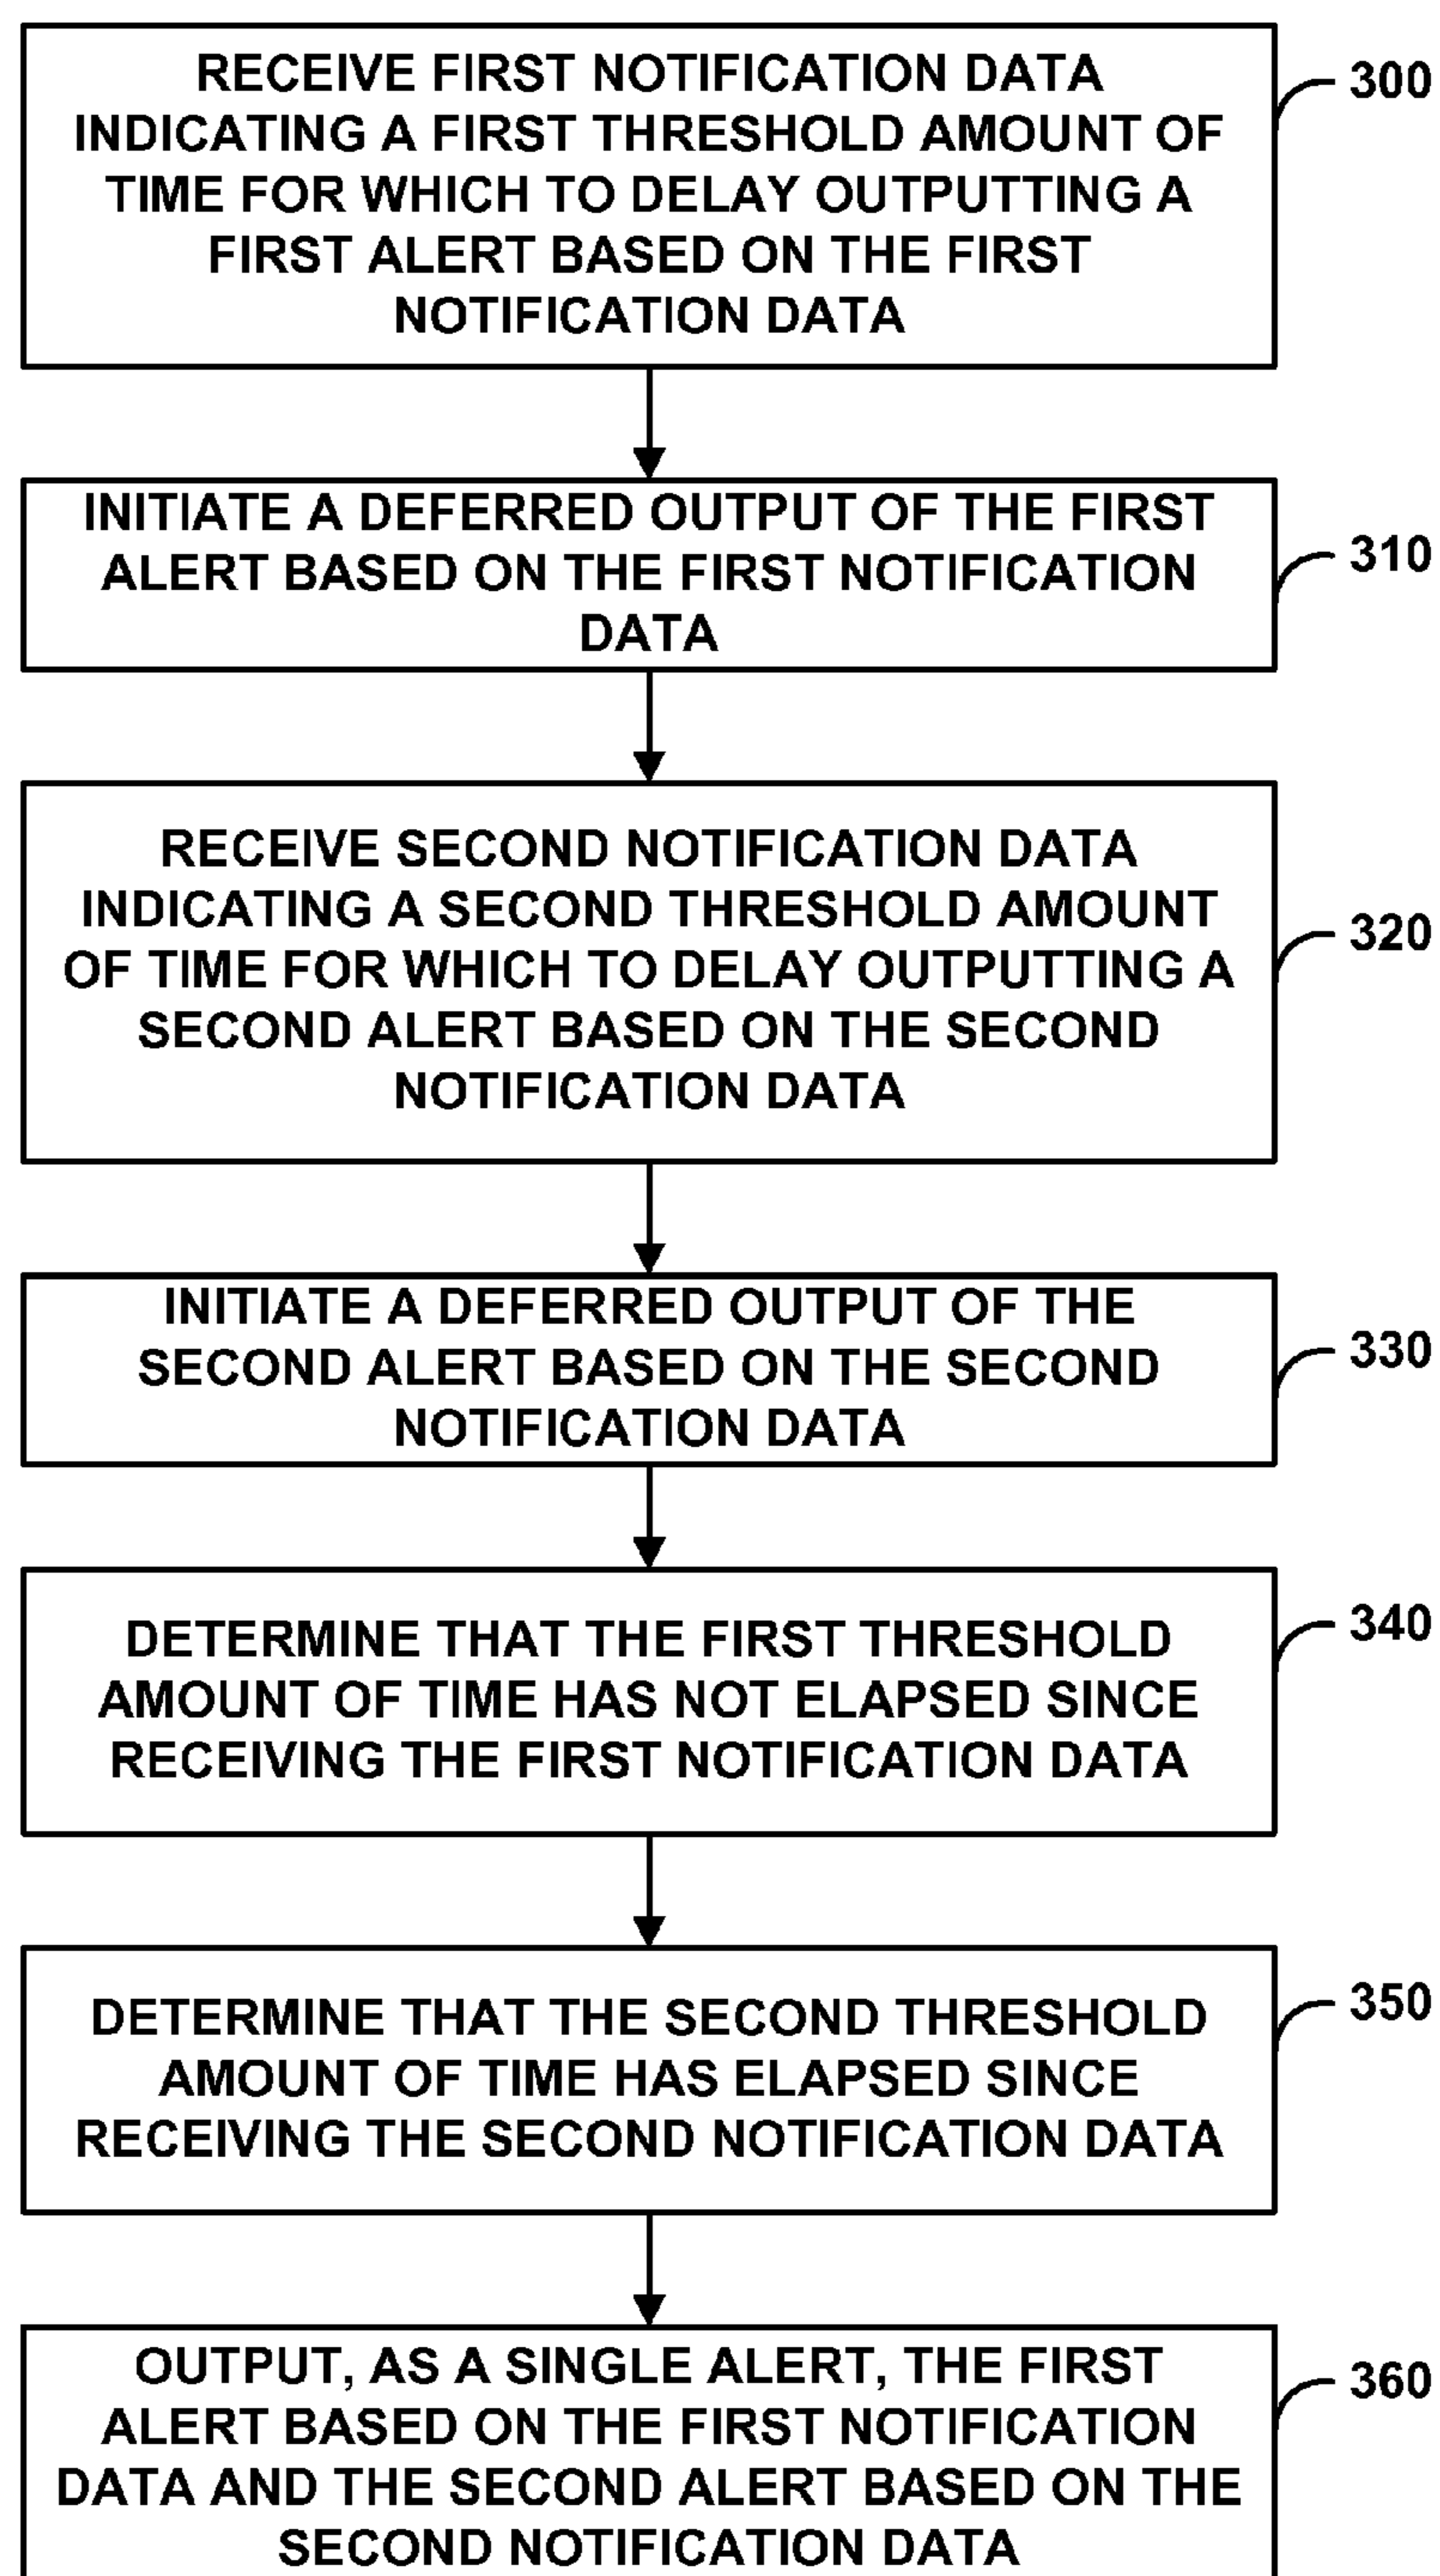 RECEIVE FIRST NOTIFICATION DATA
INDICATING A FIRST THRESHOLD AMOUNT OF
TIME FOR WHICH TO DELAY OUTPUTTING A
FIRST ALERT BASED ON THE FIRST
NOTIFICATION DATA
300
INITIATE A DEFERRED OUTPUT OF THE FIRST
ALERT BASED ON THE FIRST NOTIFICATION
DATA
310
RECEIVE SECOND NOTIFICATION DATA
INDICATING A SECOND THRESHOLD AMOUNT
OF TIME FOR WHICH TO DELAY OUTPUTTING A
SECOND ALERT BASED ON THE SECOND
NOTIFICATION DATA
320
INITIATE A DEFERRED OUTPUT OF THE
SECOND ALERT BASED ON THE SECOND
NOTIFICATION DATA
330
DETERMINE THAT THE FIRST THRESHOLD
AMOUNT OF TIME HAS NOT ELAPSED SINCE
RECEIVING THE FIRST NOTIFICATION DATA
340
DETERMINE THAT THE SECOND THRESHOLD
AMOUNT OF TIME HAS ELAPSED SINCE
RECEIVING THE SECOND NOTIFICATION DATA
350
OUTPUT, AS A SINGLE ALERT, THE FIRST
ALERT BASED ON THE FIRST NOTIFICATION
DATA AND THE SECOND ALERT BASED ON THE
SECOND NOTIFICATION DATA
360